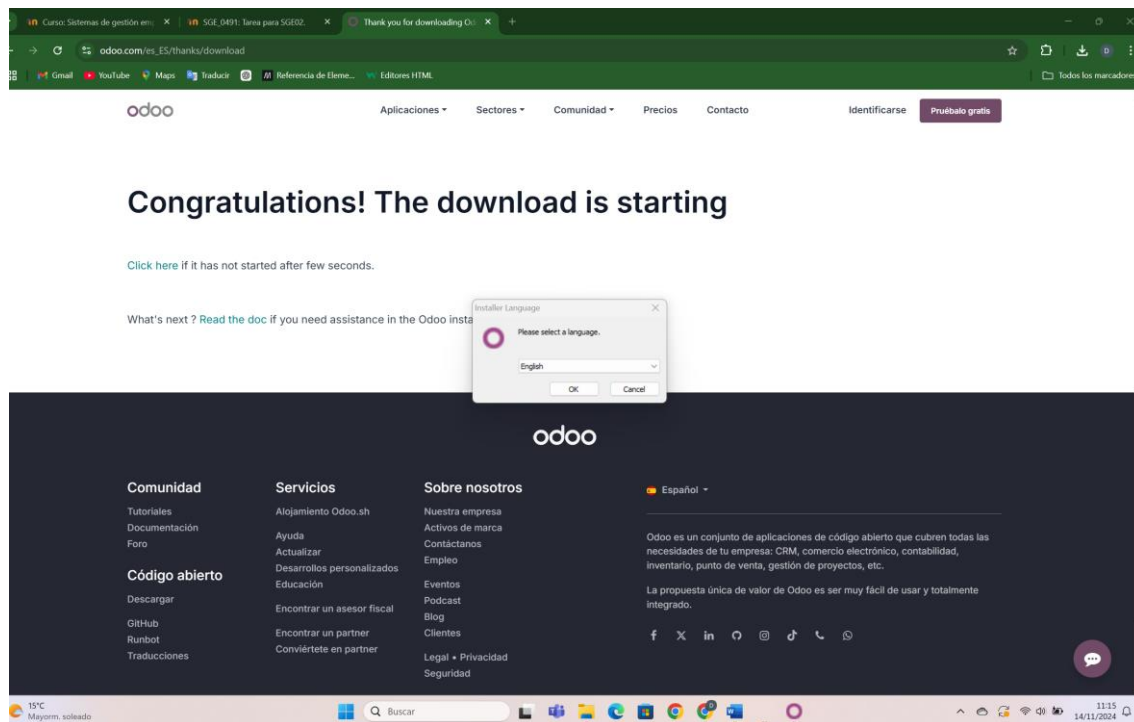 Curso: Sistemas de gestión em
SGE_0491: Tarea para SGE02.
Thank you for downloading Od
odoo.com/es_ES/thanks/download
Gmail YouTube Maps Traducir Referencia de Eleme... Editores HTML
Todos los marcadores
odoo Aplicaciones Sectores Comunidad Precios Contacto Identificarse Pruébalo gratis
Congratulations! The download is starting
Click here if it has not started after few seconds.
What's next ? Read the doc if you need assistance in the Odoo insta
Installer Language
Please select a language.
English
OK Cancel
odoo
Comunidad
Tutoriales
Documentación
Foro
Código abierto
Descargar
GitHub
Runbot
Traducciones
Servicios
Alojamiento Odoo.sh
Ayuda
Actualizar
Desarrollos personalizados
Educación
Encontrar un asesor fiscal
Encontrar un partner
Conviértete en partner
Sobre nosotros
Nuestra empresa
Activos de marca
Contáctanos
Empleo
Eventos
Podcast
Blog
Clientes
Legal • Privacidad
Seguridad
Español
Odoo es un conjunto de aplicaciones de código abierto que cubren todas las
necesidades de tu empresa: CRM, comercio electrónico, contabilidad,
inventario, punto de venta, gestión de proyectos, etc.
La propuesta única de valor de Odoo es ser muy fácil de usar y totalmente
integrado.
15°C
Mayorm. soleado
Buscar
11:15
14/11/2024